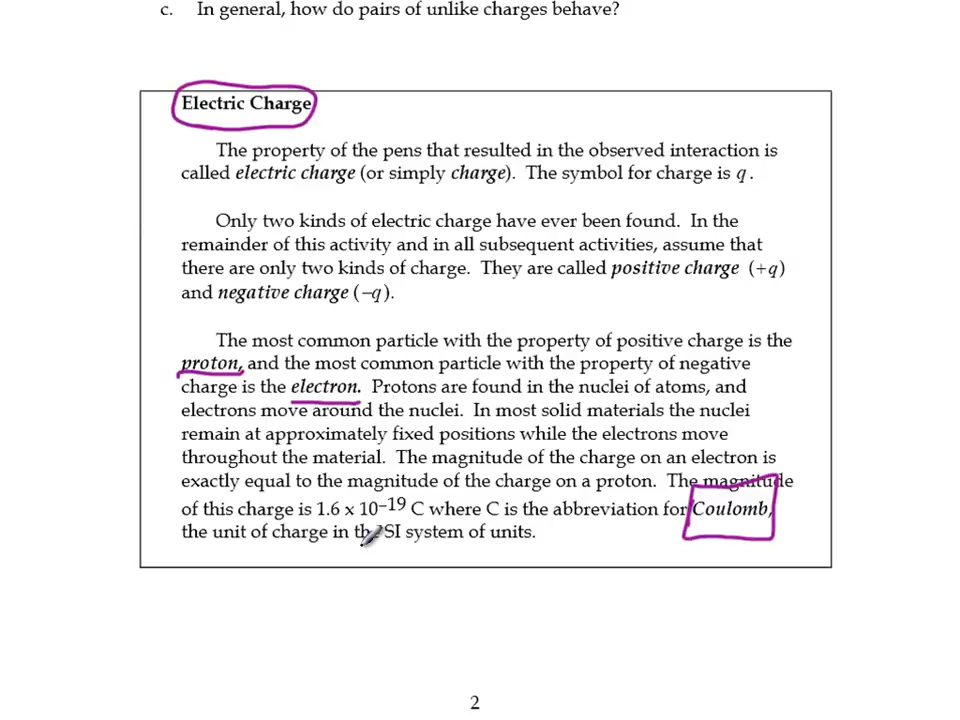 c. In general, how do pairs of unlike charges behave?
Electric Charge
The property of the pens that resulted in the observed interaction is
called electric charge (or simply charge). The symbol for charge is q.
Only two kinds of electric charge have ever been found. In the
remainder of this activity and in all subsequent activities, assume that
there are only two kinds of charge. They are called positive charge (+q)
and negative charge (−q).
The most common particle with the property of positive charge is the
proton, and the most common particle with the property of negative
charge is the electron. Protons are found in the nuclei of atoms, and
electrons move around the nuclei. In most solid materials the nuclei
remain at approximately fixed positions while the electrons move
throughout the material. The magnitude of the charge on an electron is
exactly equal to the magnitude of the charge on a proton. The magnitude
of this charge is 1.6 x 10⁻¹⁹ C where C is the abbreviation for Coulomb,
the unit of charge in the SI system of units.
2